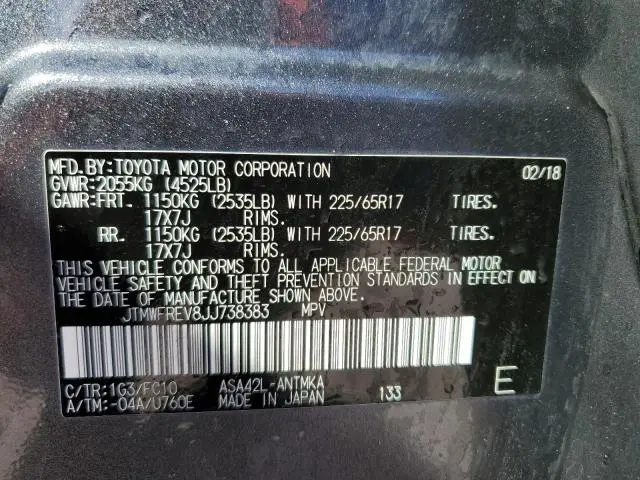 MFD.BY:TOYOTA MOTOR CORPORATION 02/18
GVWR:2055KG (4525LB)
GAWR:FRT. 1150KG (2535LB) WITH 225/65R17 TIRES.
17X7J RIMS.
RR. 1150KG (2535LB) WITH 225/65R17 TIRES.
17X7J RIMS.
THIS VEHICLE CONFORMS TO ALL APPLICABLE FEDERAL MOTOR
VEHICLE SAFETY AND THEFT PREVENTION STANDARDS IN EFFECT ON
THE DATE OF MANUFACTURE SHOWN ABOVE.
JTMWFREV8JJ738383 MPV
C/TR:1G3/FC10 ASA42L-ANTMKA
A/TM:-04A/U760E MADE IN JAPAN 133 E